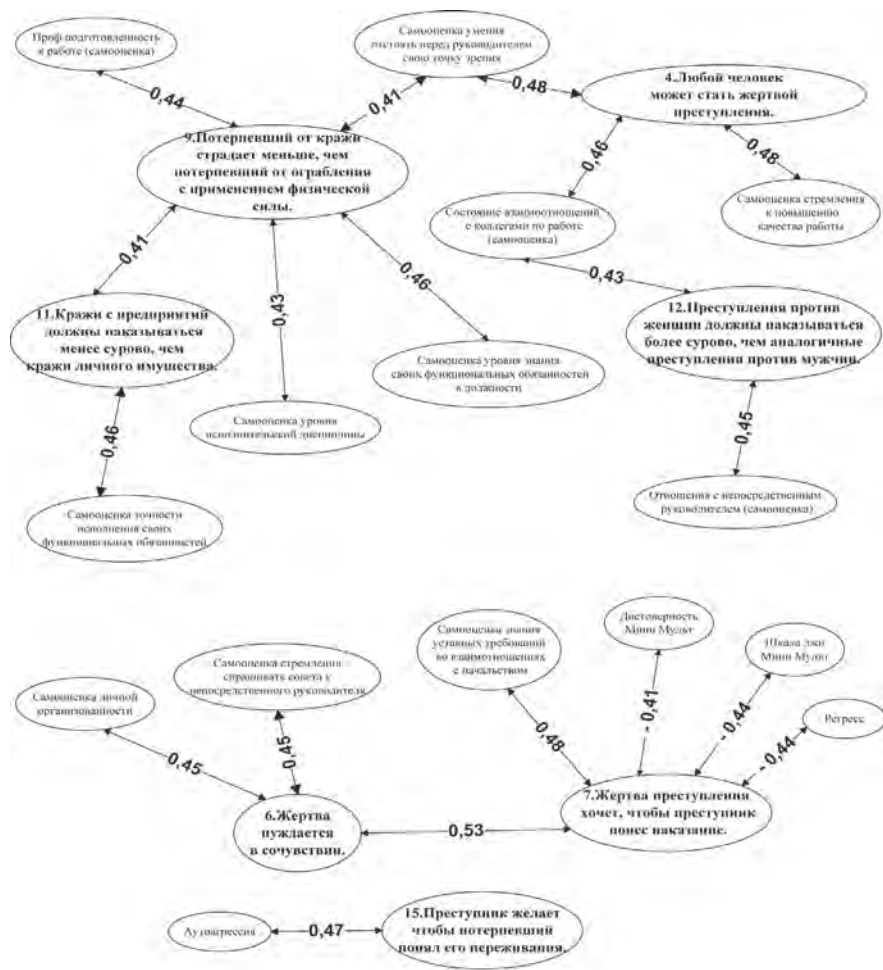 Проф подготовленность
к работе (самооценка)
Самооценка умения
отстоять перед руководителем
свою точку зрения
0,44
0,41
0,48
4.Любой человек
может стать жертвой
преступления.
9.Потерпевший от кражи
страдает меньше, чем
потерпевший от ограбления
с применением физической
силы.
0,46
0,48
Состояние взаимоотношений
с коллегами по работе
(самооценка)
Самооценка стремления
к повышению
качества работы
0,41
0,43
0,46
0,43
11.Кражи с предприятий
должны наказываться
менее сурово, чем
кражи личного имущества.
12.Преступления против
женщин должны наказываться
более сурово, чем аналогичные
преступления против мужчин.
Самооценка уровня знания
своих функциональных обязанностей
в должности
Самооценка уровня
исполнительской дисциплины
0,46
0,45
Самооценка точности
исполнения своих
функциональных обязанностей
Отношения с непосредственным
руководителем (самооценка)
Самооценка знания
уставных требований
во взаимоотношениях
с начальством
Достоверность
Мини Мульт
Шкала лжи
Мини Мульт
Регресс
Самооценка стремления
спрашивать совета у
непосредственного руководителя
Самооценка личной
организованности
0,45
0,45
0,48
- 0,41
- 0,44
- 0,44
6.Жертва
нуждается
в сочувствии.
0,53
7.Жертва преступления
хочет, чтобы преступник
понес наказание.
Аутоагрессия
0,47
15.Преступник желает
чтобы потерпевший
понял его переживания.